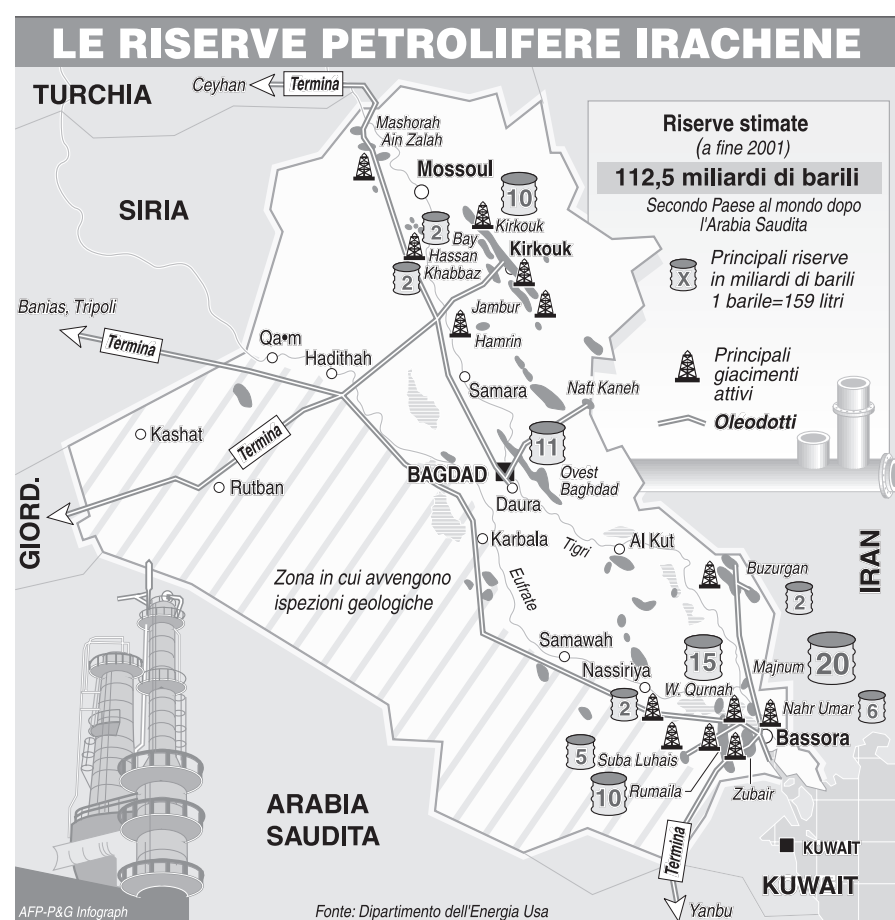 LE RISERVE PETROLIFERE IRACHENE
TURCHIA
Ceyhan
Termina
Mashorah
Ain Zalah
Mossoul
SIRIA
10
Kirkouk
2
Bay
Hassan
Kirkouk
Khabbaz
2
Jambur
Hamrin
Banias, Tripoli
Termina
Qa•m
Hadithah
Samara
Naft Kaneh
Kashat
Termina
11
Rutban
BAGDAD
Ovest
Baghdad
Daura
GIORD.
Karbala
Tigri
Al Kut
Eufrate
Zona in cui avvengono
ispezioni geologiche
Buzurgan
2
IRAN
Samawah
Nassiriya
15
Majnum
20
W. Qurnah
2
Nahr Umar
6
Bassora
5
Suba Luhais
10
Rumaila
Zubair
ARABIA
SAUDITA
Termina
KUWAIT
KUWAIT
Yanbu
Riserve stimate
(a fine 2001)
112,5 miliardi di barili
Secondo Paese al mondo dopo
l'Arabia Saudita
X
Principali riserve
in miliardi di barili
1 barile=159 litri
Principali
giacimenti
attivi
Oleodotti
AFP-P&G Infograph
Fonte: Dipartimento dell'Energia Usa